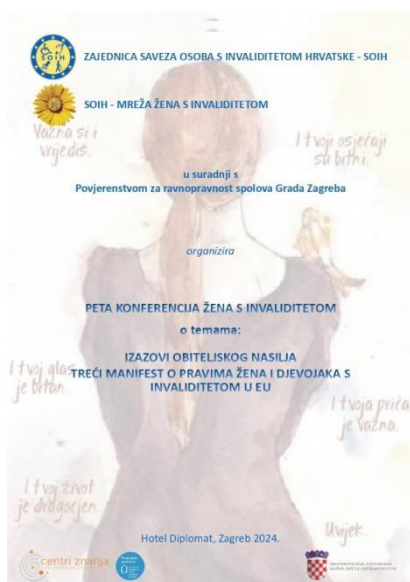 SOIH
ZAJEDNICA SAVEZA OSOBA S INVALIDITETOM HRVATSKE - SOIH
SOIH - MREŽA ŽENA S INVALIDITETOM
Važna si i
vrijediš.
I tvoji osjećaji
su bitni.
u suradnji s
Povjerenstvom za ravnopravnost spolova Grada Zagreba
organizira
PETA KONFERENCIJA ŽENA S INVALIDITETOM
o temama:
IZAZOVI OBITELJSKOG NASILJA
I tvoj glas
je bitan.
TREĆI MANIFEST O PRAVIMA ŽENA I DJEVOJAKA S
INVALIDITETOM U EU
I tvoja priča
je važna.
I tvoj život
je dragocjen.
Uvijek.
Hotel Diplomat, Zagreb 2024.
centri znanja